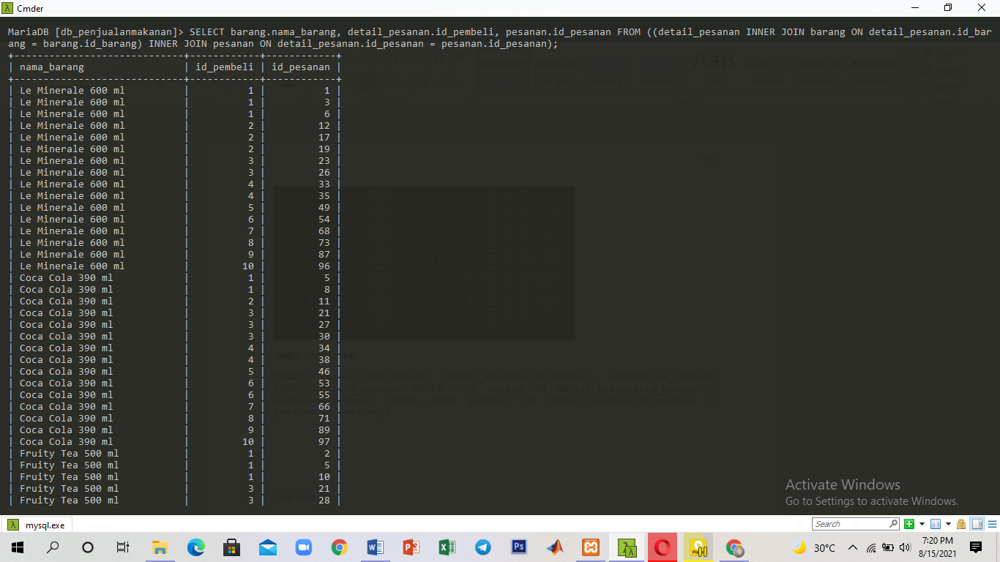 Cmder
MariaDB [db_penjualanmakanan]> SELECT barang.nama_barang, detail_pesanan.id_pembeli, pesanan.id_pesanan FROM ((detail_pesanan INNER JOIN barang ON detail_pesanan.id_bar
ang = barang.id_barang) INNER JOIN pesanan ON detail_pesanan.id_pesanan = pesanan.id_pesanan);
+-----------------------------+------------+------------+
| nama_barang | id_pembeli | id_pesanan |
+-----------------------------+------------+------------+
| Le Minerale 600 ml | 1 | 1 |
| Le Minerale 600 ml | 1 | 3 |
| Le Minerale 600 ml | 1 | 6 |
| Le Minerale 600 ml | 2 | 12 |
| Le Minerale 600 ml | 2 | 17 |
| Le Minerale 600 ml | 2 | 19 |
| Le Minerale 600 ml | 3 | 23 |
| Le Minerale 600 ml | 3 | 26 |
| Le Minerale 600 ml | 4 | 33 |
| Le Minerale 600 ml | 4 | 35 |
| Le Minerale 600 ml | 5 | 49 |
| Le Minerale 600 ml | 6 | 54 |
| Le Minerale 600 ml | 7 | 68 |
| Le Minerale 600 ml | 8 | 73 |
| Le Minerale 600 ml | 9 | 87 |
| Le Minerale 600 ml | 10 | 96 |
| Coca Cola 390 ml | 1 | 5 |
| Coca Cola 390 ml | 1 | 8 |
| Coca Cola 390 ml | 2 | 11 |
| Coca Cola 390 ml | 3 | 21 |
| Coca Cola 390 ml | 3 | 27 |
| Coca Cola 390 ml | 3 | 30 |
| Coca Cola 390 ml | 4 | 34 |
| Coca Cola 390 ml | 4 | 38 |
| Coca Cola 390 ml | 5 | 46 |
| Coca Cola 390 ml | 6 | 53 |
| Coca Cola 390 ml | 6 | 55 |
| Coca Cola 390 ml | 7 | 66 |
| Coca Cola 390 ml | 8 | 71 |
| Coca Cola 390 ml | 9 | 89 |
| Coca Cola 390 ml | 10 | 97 |
| Fruity Tea 500 ml | 1 | 2 |
| Fruity Tea 500 ml | 1 | 5 |
| Fruity Tea 500 ml | 1 | 10 |
| Fruity Tea 500 ml | 3 | 21 |
| Fruity Tea 500 ml | 3 | 28 |
Activate Windows
Go to Settings to activate Windows.
mysql.exe
Search
30°C
7:20 PM
8/15/2021